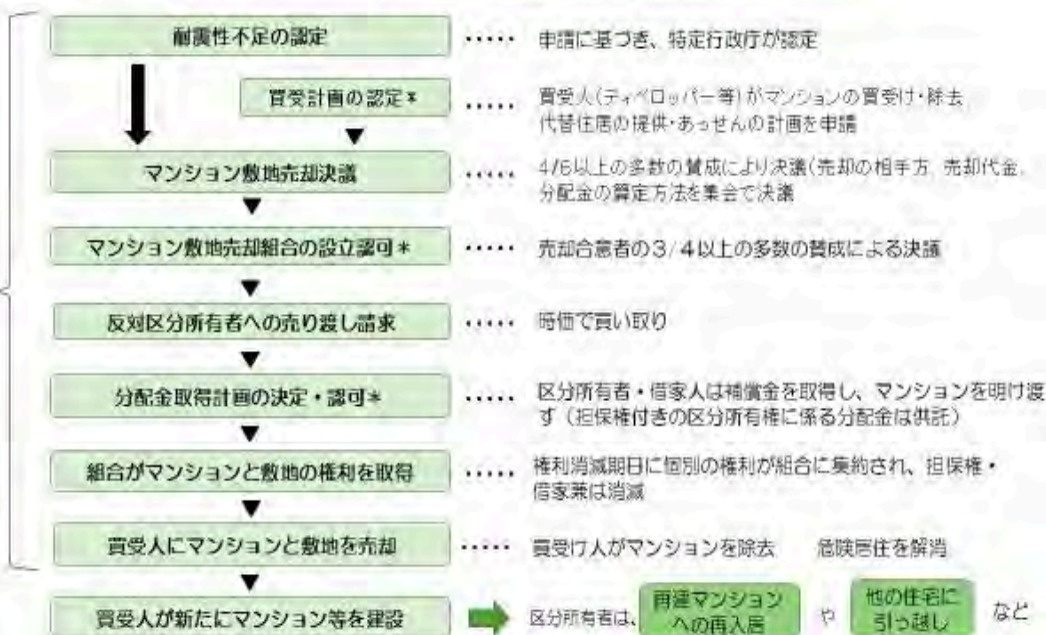 耐震性不足の認定 ····· 申請に基づき、特定行政庁が認定
買受計画の認定* ····· 買受人(ディベロッパー等)がマンションの買受け・除去
代替住居の提供・あっせんの計画を申請
マンション敷地売却決議 ····· 4/5以上の多数の賛成により決議(売却の相手方 売却代金
分配金の算定方法を集会で決議
マンション敷地売却組合の設立認可* ····· 売却合意者の3/4以上の多数の賛成による決議
反対区分所有者への売り渡し請求 ····· 時価で買い取り
分配金取得計画の決定・認可* ····· 区分所有者・借家人は補償金を取得し、マンションを明け渡
す（担保権付きの区分所有権に係る分配金は供託）
組合がマンションと敷地の権利を取得 ····· 権利消滅期日に個別の権利が組合に集約され、担保権・
借家兼は消滅
買受人にマンションと敷地を売却 ····· 買受け人がマンションを除去 危険居住を解消
買受人が新たにマンション等を建設 区分所有者は、 再建マンション
への再入居 や 他の住宅に
引っ越し など